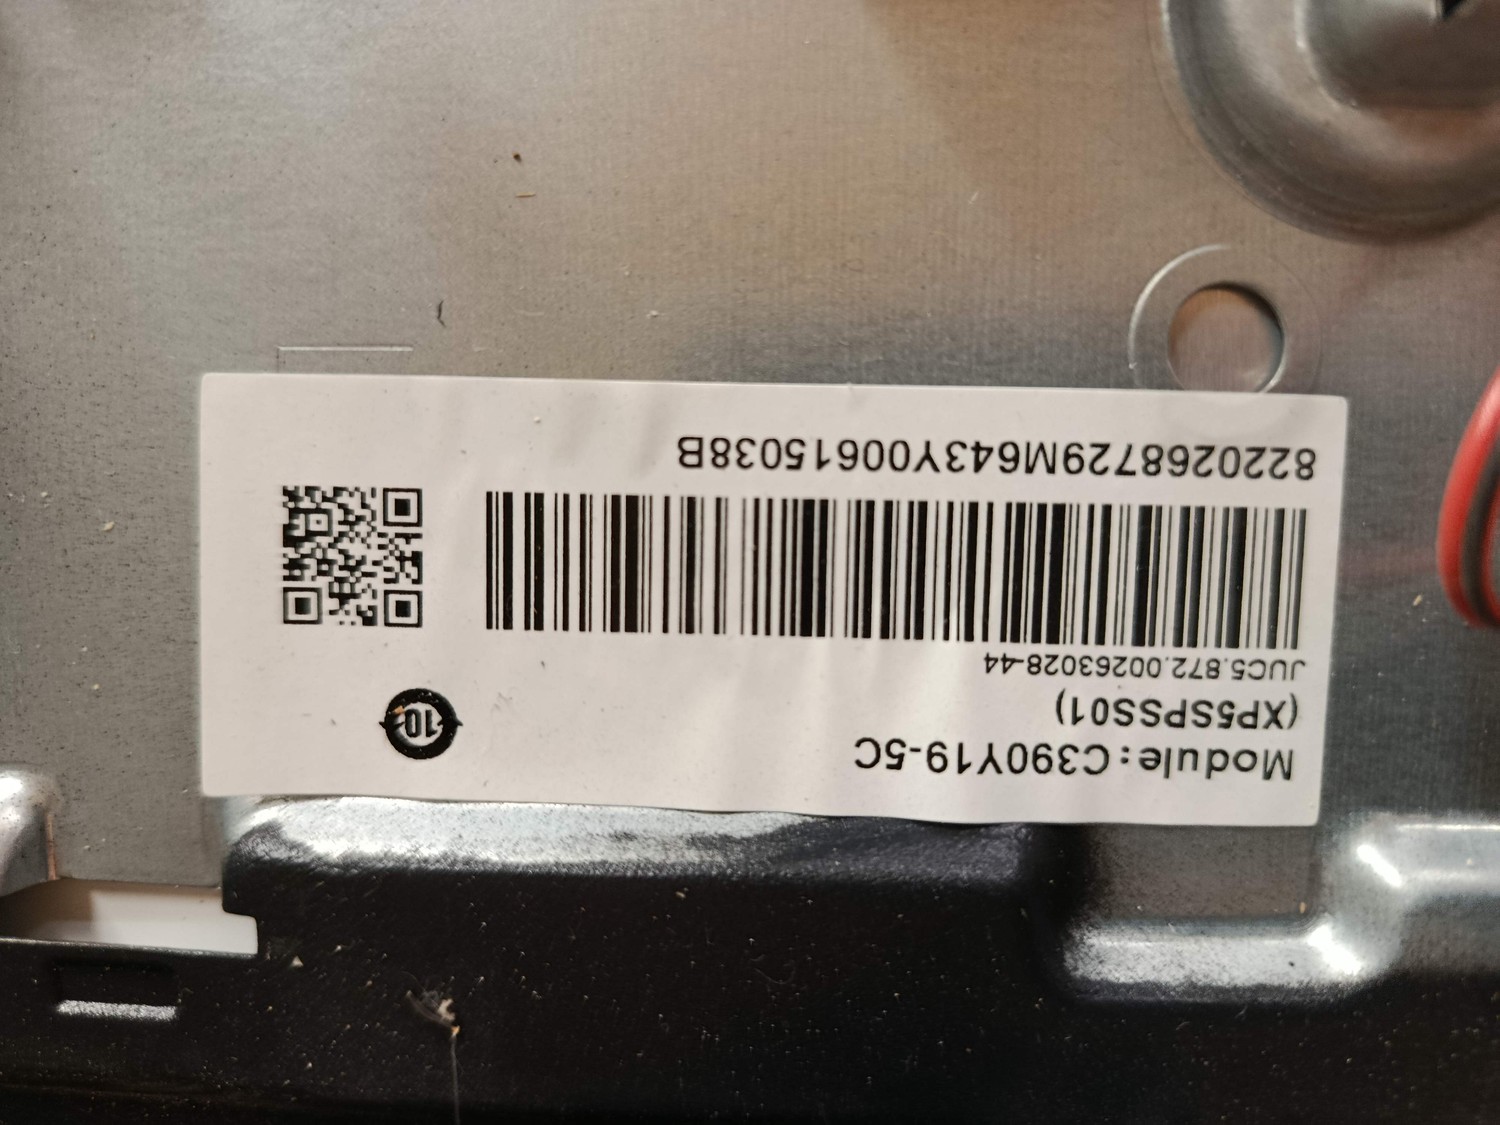 Module:C390Y19-5C
(XP5SPSS01)
JUC5.872.00263028-44
8220268729M643Y00615038B
10